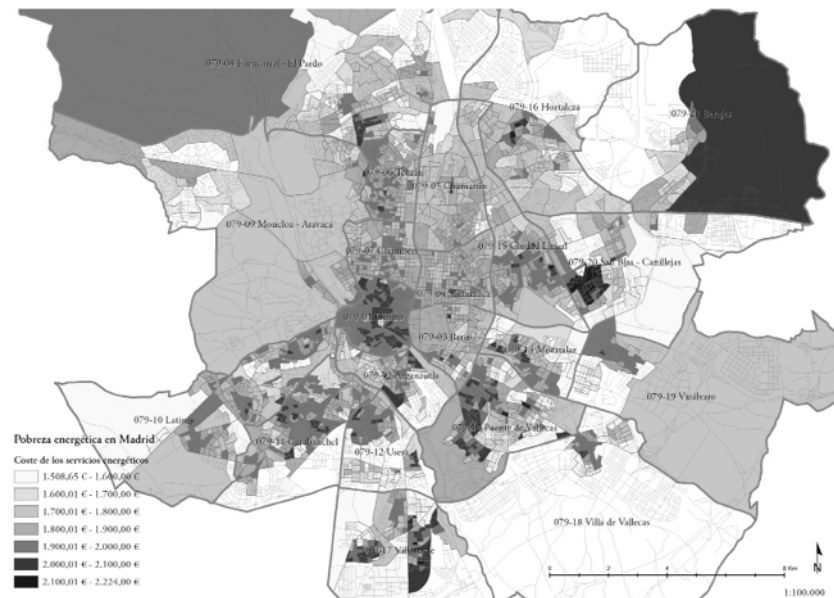 079-08 Fuencarral - El Pardo
079-16 Hortaleza
079-21 Barajas
079-06 Tetuán
079-05 Chamartín
079-09 Moncloa - Aravaca
079-07 Chamberí
079-15 Ciudad Lineal
079-20 San Blas - Canillejas
079-04 Salamanca
079-01 Centro
079-03 Retiro
079-14 Moratalaz
079-02 Arganzuela
079-19 Vicálvaro
079-10 Latina
079-13 Puente de Vallecas
079-11 Carabanchel
079-12 Usera
079-18 Villa de Vallecas
079-17 Villaverde
Pobreza energética en Madrid
Coste de los servicios energéticos
1.508,65 € - 1.600,00 €
1.600,01 € - 1.700,00 €
1.700,01 € - 1.800,00 €
1.800,01 € - 1.900,00 €
1.900,01 € - 2.000,00 €
2.000,01 € - 2.100,00 €
2.100,01 € - 2.224,00 €
N
0 2 4 8 Km
1:100.000